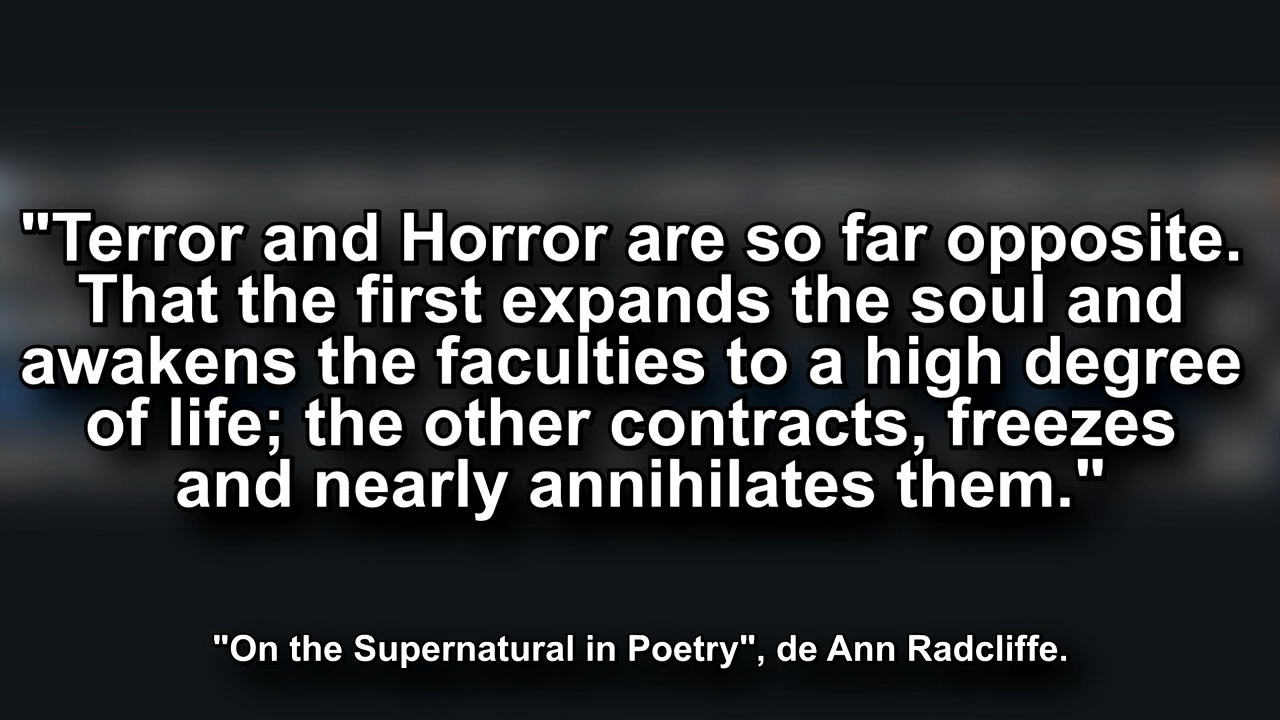 "Terror and Horror are so far opposite.
That the first expands the soul and
awakens the faculties to a high degree
of life; the other contracts, freezes
and nearly annihilates them."
"On the Supernatural in Poetry", de Ann Radcliffe.